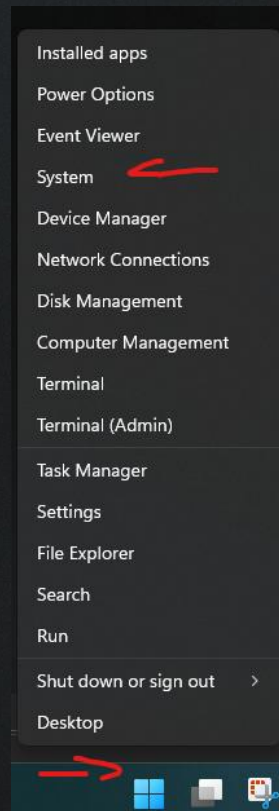 Installed apps
Power Options
Event Viewer
System
Device Manager
Network Connections
Disk Management
Computer Management
Terminal
Terminal (Admin)
Task Manager
Settings
File Explorer
Search
Run
Shut down or sign out
Desktop